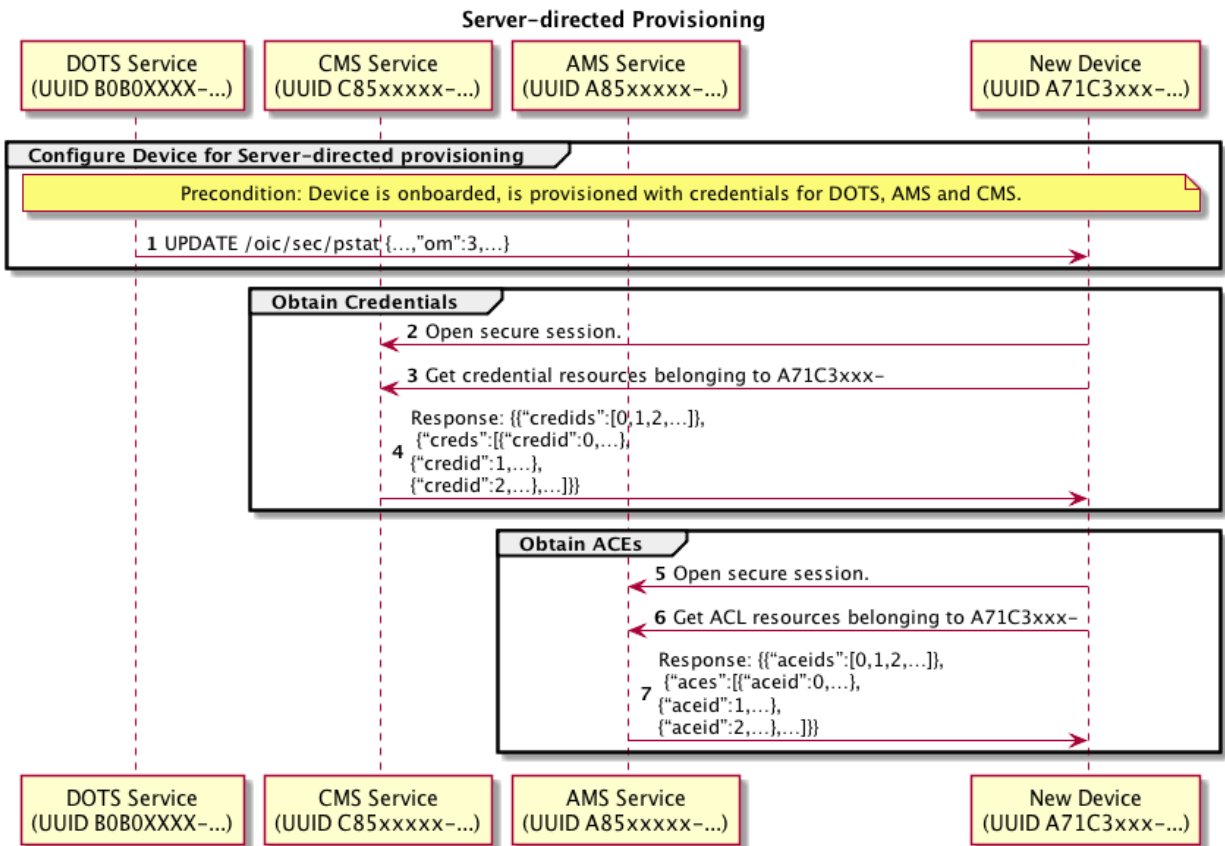 Server-directed Provisioning
DOTS Service
(UUID B0B0XXXX-...)
CMS Service
(UUID C85xxxxx-...)
AMS Service
(UUID A85xxxxx-...)
New Device
(UUID A71C3xxx-...)
Configure Device for Server-directed provisioning
Precondition: Device is onboarded, is provisioned with credentials for DOTS, AMS and CMS.
1 UPDATE /oic/sec/pstat {...,"om":3,...}
Obtain Credentials
2 Open secure session.
3 Get credential resources belonging to A71C3xxx-
4
Response: {{“credids":[0,1,2,...]},
{“creds":[{“credid":0,...},
{“credid":1,...},
{“credid":2,...},...]}}
Obtain ACEs
5 Open secure session.
6 Get ACL resources belonging to A71C3xxx-
7
Response: {{“aceids":[0,1,2,...]},
{“aces":[{“aceid":0,...},
{“aceid":1,...},
{“aceid":2,...},...]}}
DOTS Service
(UUID B0B0XXXX-...)
CMS Service
(UUID C85xxxxx-...)
AMS Service
(UUID A85xxxxx-...)
New Device
(UUID A71C3xxx-...)